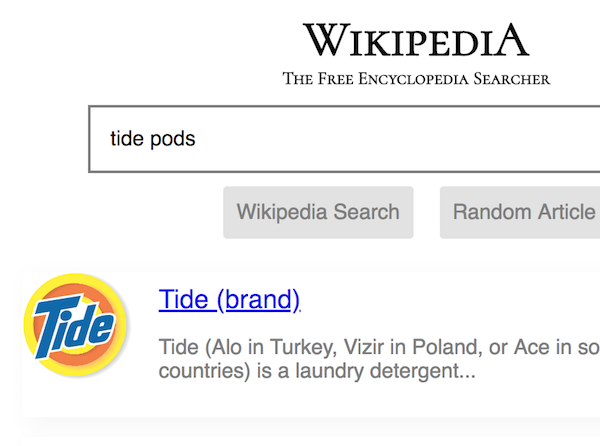 WIKIPEDIA
THE FREE ENCYCLOPEDIA SEARCHER
tide pods
Wikipedia Search
Random Article
Tide
Tide (brand)
Tide (Alo in Turkey, Vizir in Poland, or Ace in so
countries) is a laundry detergent...